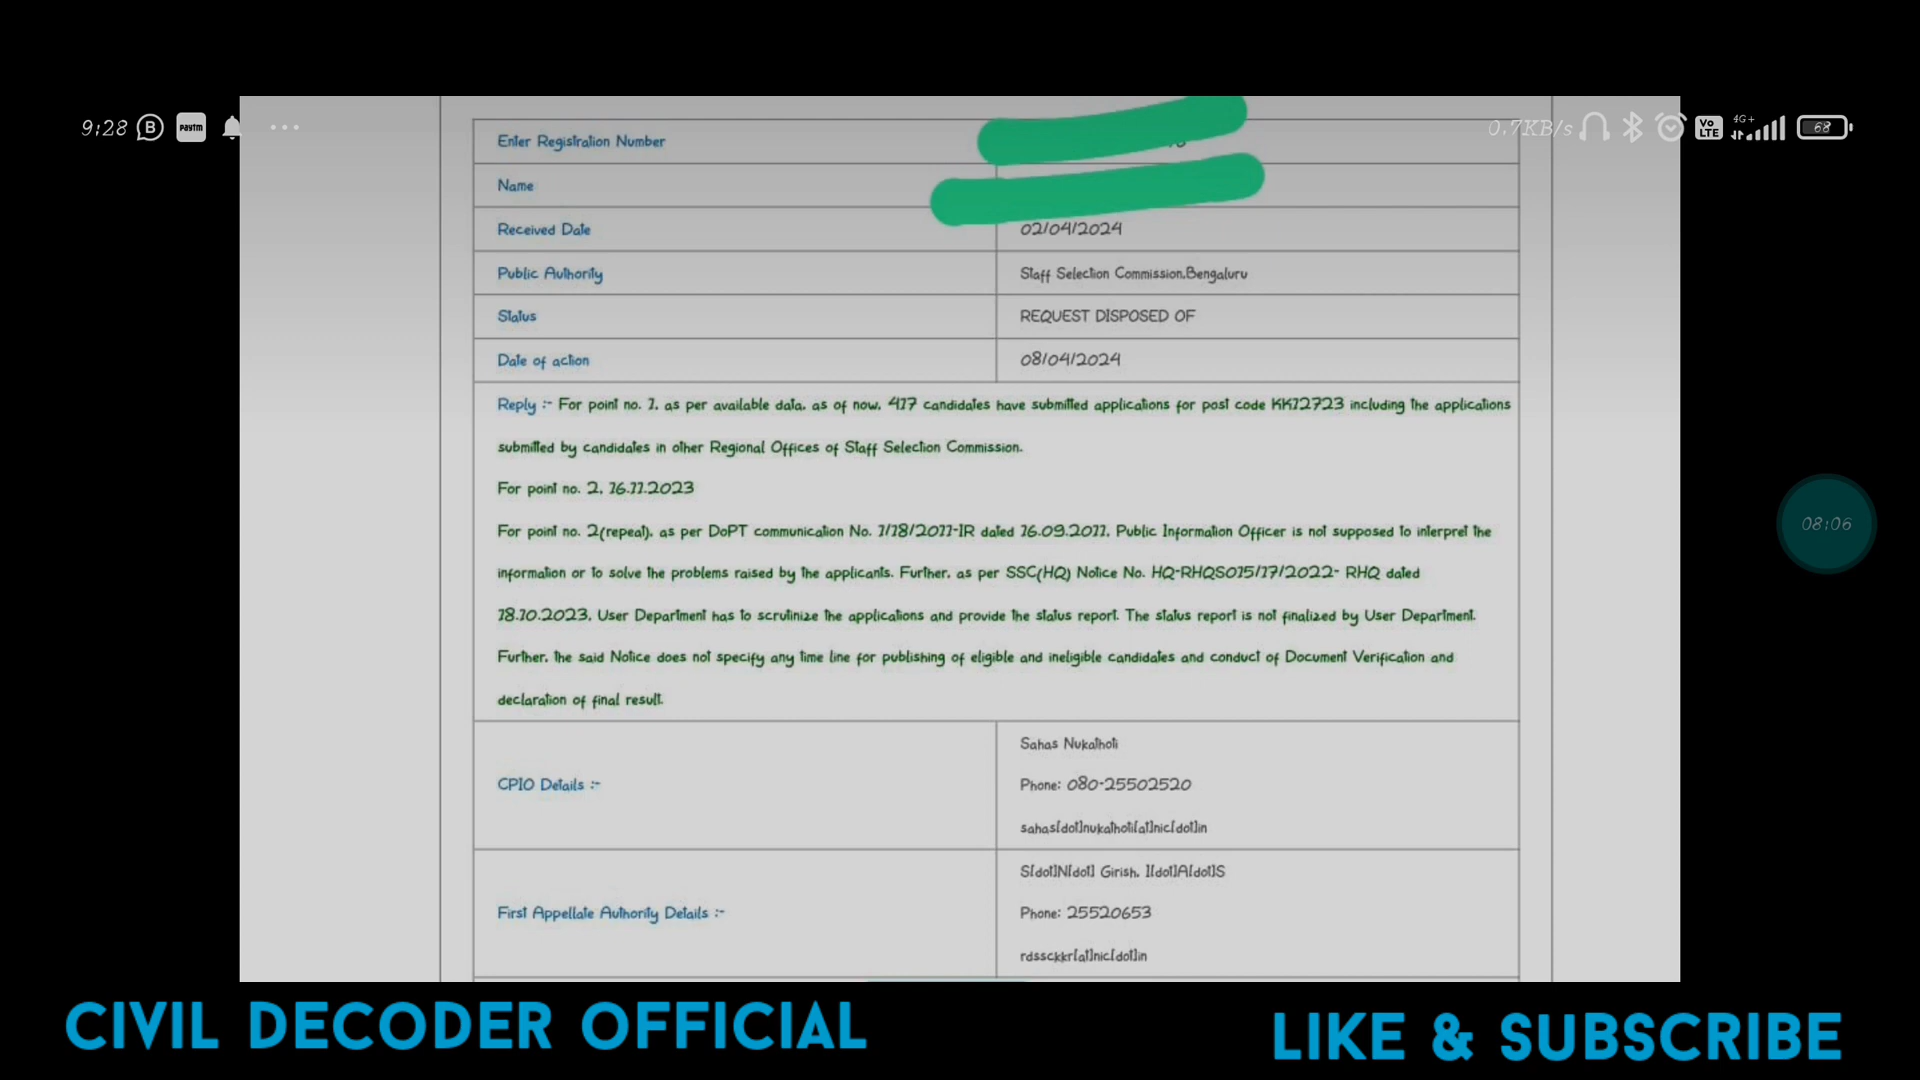 9:28
paytm
0.7KB/s
Vo LTE
4G+
68
Enter Registration Number
Name
Received Date 02/04/2024
Public Authority Staff Selection Commission,Bengaluru
Status REQUEST DISPOSED OF
Date of action 08/04/2024
Reply :- For point no. 1, as per available data, as of now, 417 candidates have submitted applications for post code KK12723 including the applications
submitted by candidates in other Regional Offices of Staff Selection Commission.
For point no. 2, 16.11.2023
For point no. 2(repeat), as per DoPT communication No. 1/18/2011-IR dated 16.09.2011, Public Information Officer is not supposed to interpret the
information or to solve the problems raised by the applicants. Further, as per SSC(HQ) Notice No. HQ-RHQS015/17/2022- RHQ dated
18.10.2023, User Department has to scrutinize the applications and provide the status report. The status report is not finalized by User Department.
Further, the said Notice does not specify any time line for publishing of eligible and ineligible candidates and conduct of Document Verification and
declaration of final result.
08:06
CPIO Details :-
Sahas Nukathoti
Phone: 080-25502520
sahas[dot]nukathoti[at]nic[dot]in
First Appellate Authority Details :-
S[dot]N[dot] Girish, I[dot]A[dot]S
Phone: 25520653
rdssckkr[at]nic[dot]in
CIVIL DECODER OFFICIAL
LIKE & SUBSCRIBE